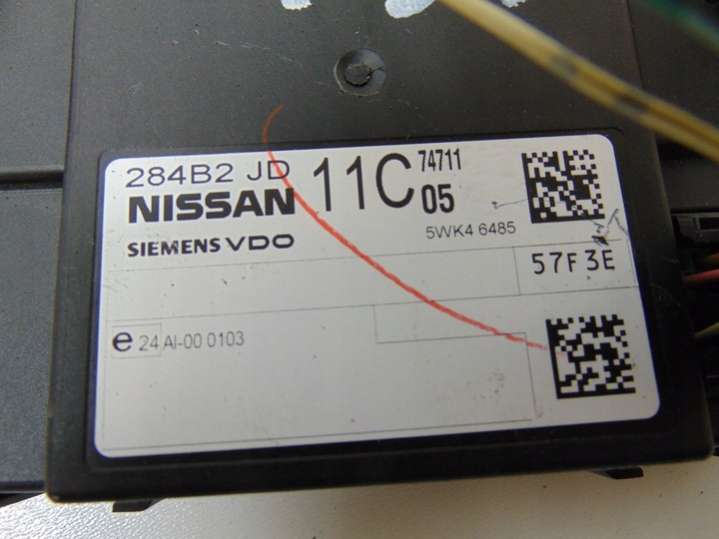 284B2 JD 11C 74711
NISSAN 05
SIEMENS VDO 5WK4 6485
57F3E
e 24 AI-00 0103